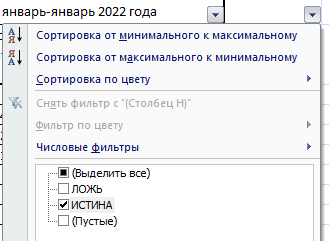 январь-январь 2022 года
Сортировка от минимального к максимальному
Сортировка от максимального к минимальному
Сортировка по цвету
Снять фильтр с "(Столбец H)"
Фильтр по цвету
Числовые фильтры
(Выделить все)
ЛОЖЬ
ИСТИНА
(Пустые)